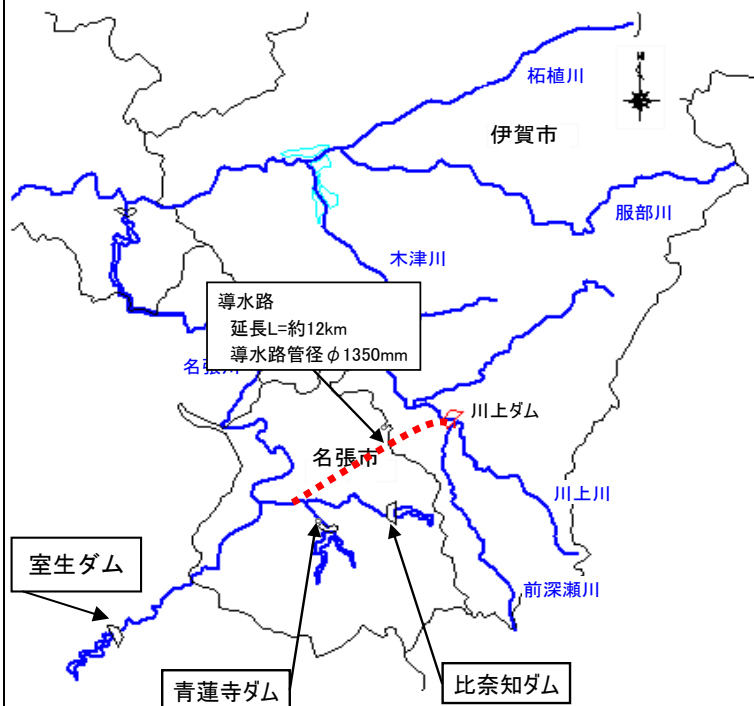 柘植川
N
伊賀市
服部川
木津川
導水路
延長L=約12km
導水路管径φ1350mm
名張川
川上ダム
名張市
川上川
室生ダム
前深瀬川
青蓮寺ダム
比奈知ダム